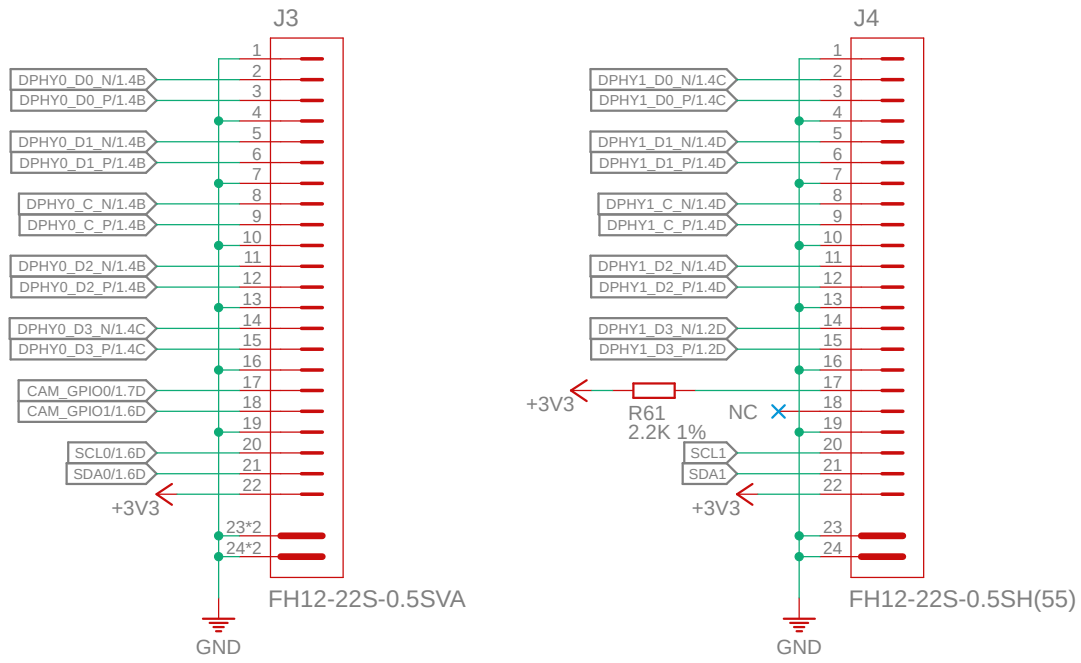 J3
1
DPHY0_D0_N/1.4B 2
DPHY0_D0_P/1.4B 3
4
DPHY0_D1_N/1.4B 5
DPHY0_D1_P/1.4B 6
7
DPHY0_C_N/1.4B 8
DPHY0_C_P/1.4B 9
10
DPHY0_D2_N/1.4B 11
DPHY0_D2_P/1.4B 12
13
DPHY0_D3_N/1.4C 14
DPHY0_D3_P/1.4C 15
16
CAM_GPIO0/1.7D 17
CAM_GPIO1/1.6D 18
19
SCL0/1.6D 20
SDA0/1.6D 21
22
+3V3
23*2
24*2
FH12-22S-0.5SVA
GND
J4
1
DPHY1_D0_N/1.4C 2
DPHY1_D0_P/1.4C 3
4
DPHY1_D1_N/1.4D 5
DPHY1_D1_P/1.4D 6
7
DPHY1_C_N/1.4D 8
DPHY1_C_P/1.4D 9
10
DPHY1_D2_N/1.4D 11
DPHY1_D2_P/1.4D 12
13
DPHY1_D3_N/1.2D 14
DPHY1_D3_P/1.2D 15
16
17
+3V3
R61
2.2K 1%
NC 18
19
SCL1 20
SDA1 21
22
+3V3
23
24
FH12-22S-0.5SH(55)
GND